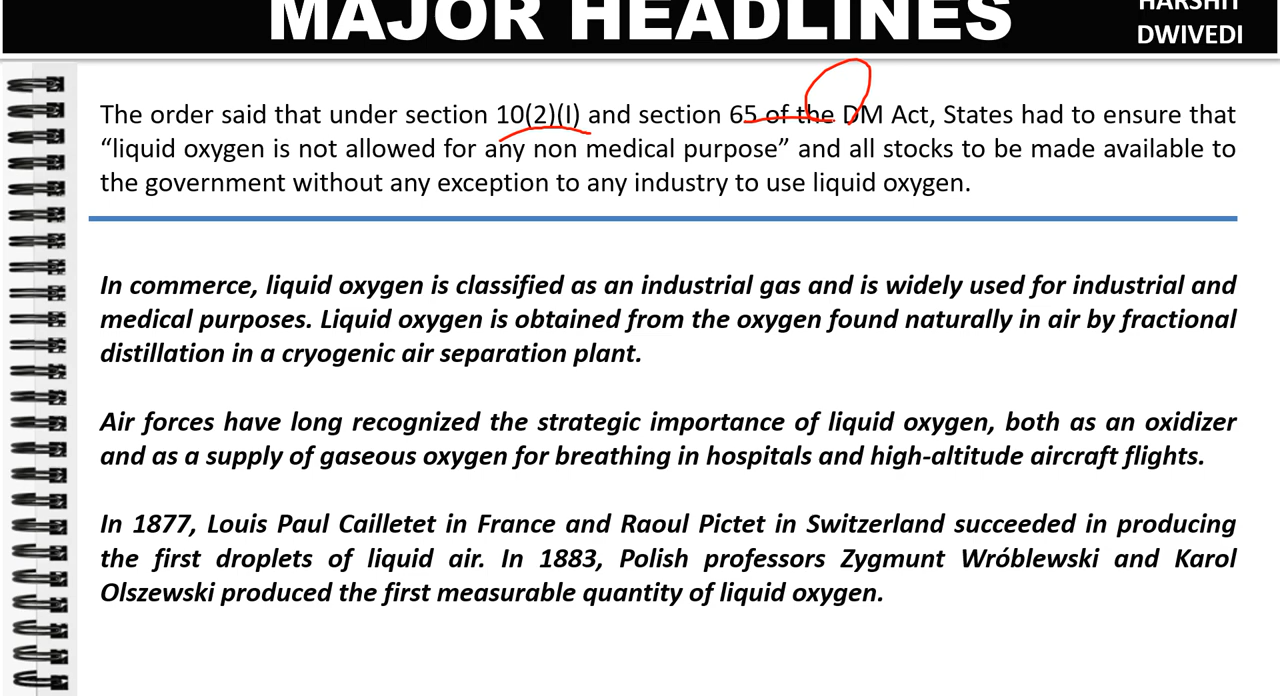 MAJOR HEADLINES
HARSHIT
DWIVEDI
The order said that under section 10(2)(I) and section 65 of the DM Act, States had to ensure that
“liquid oxygen is not allowed for any non medical purpose” and all stocks to be made available to
the government without any exception to any industry to use liquid oxygen.
In commerce, liquid oxygen is classified as an industrial gas and is widely used for industrial and
medical purposes. Liquid oxygen is obtained from the oxygen found naturally in air by fractional
distillation in a cryogenic air separation plant.
Air forces have long recognized the strategic importance of liquid oxygen, both as an oxidizer
and as a supply of gaseous oxygen for breathing in hospitals and high-altitude aircraft flights.
In 1877, Louis Paul Cailletet in France and Raoul Pictet in Switzerland succeeded in producing
the first droplets of liquid air. In 1883, Polish professors Zygmunt Wróblewski and Karol
Olszewski produced the first measurable quantity of liquid oxygen.